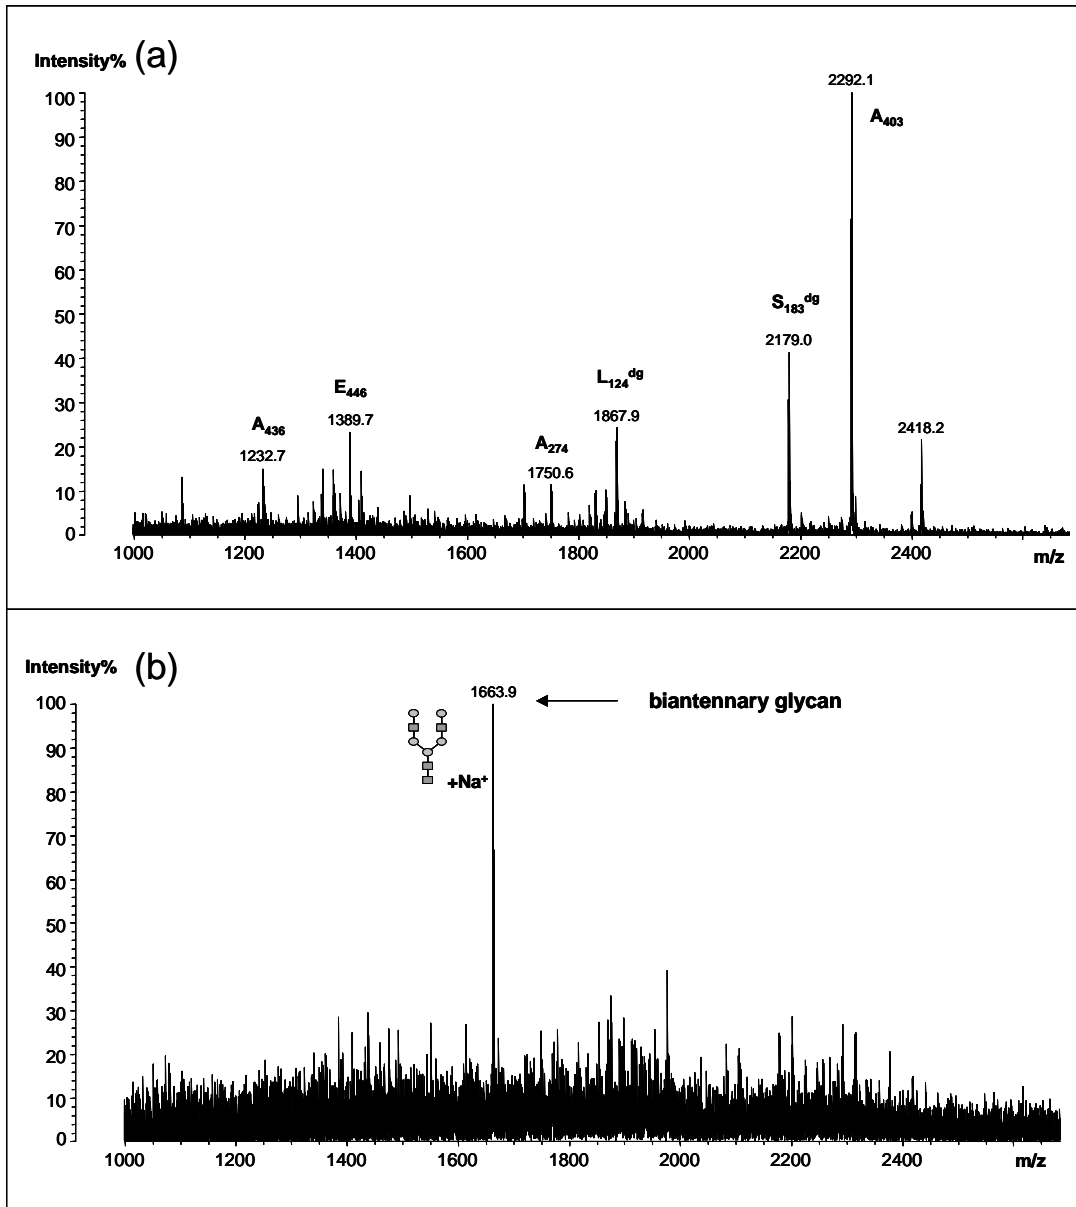 Intensity% (a)
2292.1
100
A403
90
80
70
60
S183dg
50
2179.0
40
L124dg
E446
30
1867.9
A436
1389.7
2418.2
20
A274
1232.7
1750.6
10
0
1000 1200 1400 1600 1800 2000 2200 2400
m/z
Intensity% (b)
1663.9
100
biantennary glycan
90
+Na+
80
70
60
50
40
30
20
10
0
1000 1200 1400 1600 1800 2000 2200 2400 m/z